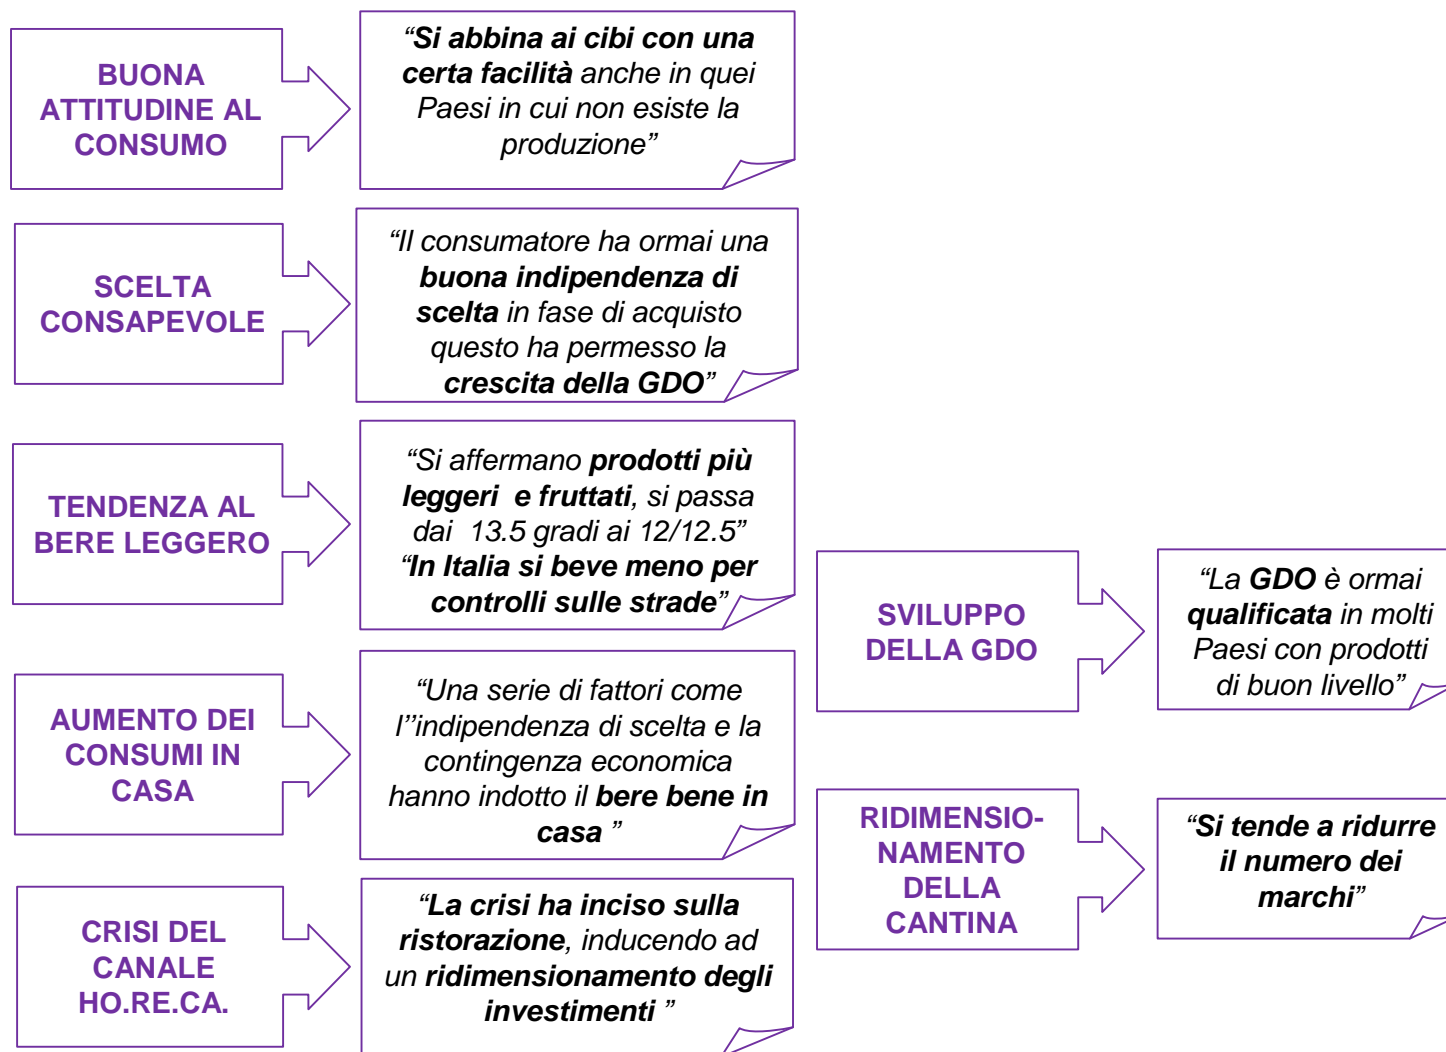 BUONA
ATTITUDINE AL
CONSUMO
“Si abbina ai cibi con una
certa facilità anche in quei
Paesi in cui non esiste la
produzione”
SCELTA
CONSAPEVOLE
“Il consumatore ha ormai una
buona indipendenza di
scelta in fase di acquisto
questo ha permesso la
crescita della GDO”
TENDENZA AL
BERE LEGGERO
“Si affermano prodotti più
leggeri e fruttati, si passa
dai 13.5 gradi ai 12/12.5”
“In Italia si beve meno per
controlli sulle strade”
AUMENTO DEI
CONSUMI IN
CASA
“Una serie di fattori come
l’’indipendenza di scelta e la
contingenza economica
hanno indotto il bere bene in
casa ”
CRISI DEL
CANALE
HO.RE.CA.
“La crisi ha inciso sulla
ristorazione, inducendo ad
un ridimensionamento degli
investimenti ”
SVILUPPO
DELLA GDO
“La GDO è ormai
qualificata in molti
Paesi con prodotti
di buon livello”
RIDIMENSIO-
NAMENTO
DELLA
CANTINA
“Si tende a ridurre
il numero dei
marchi”